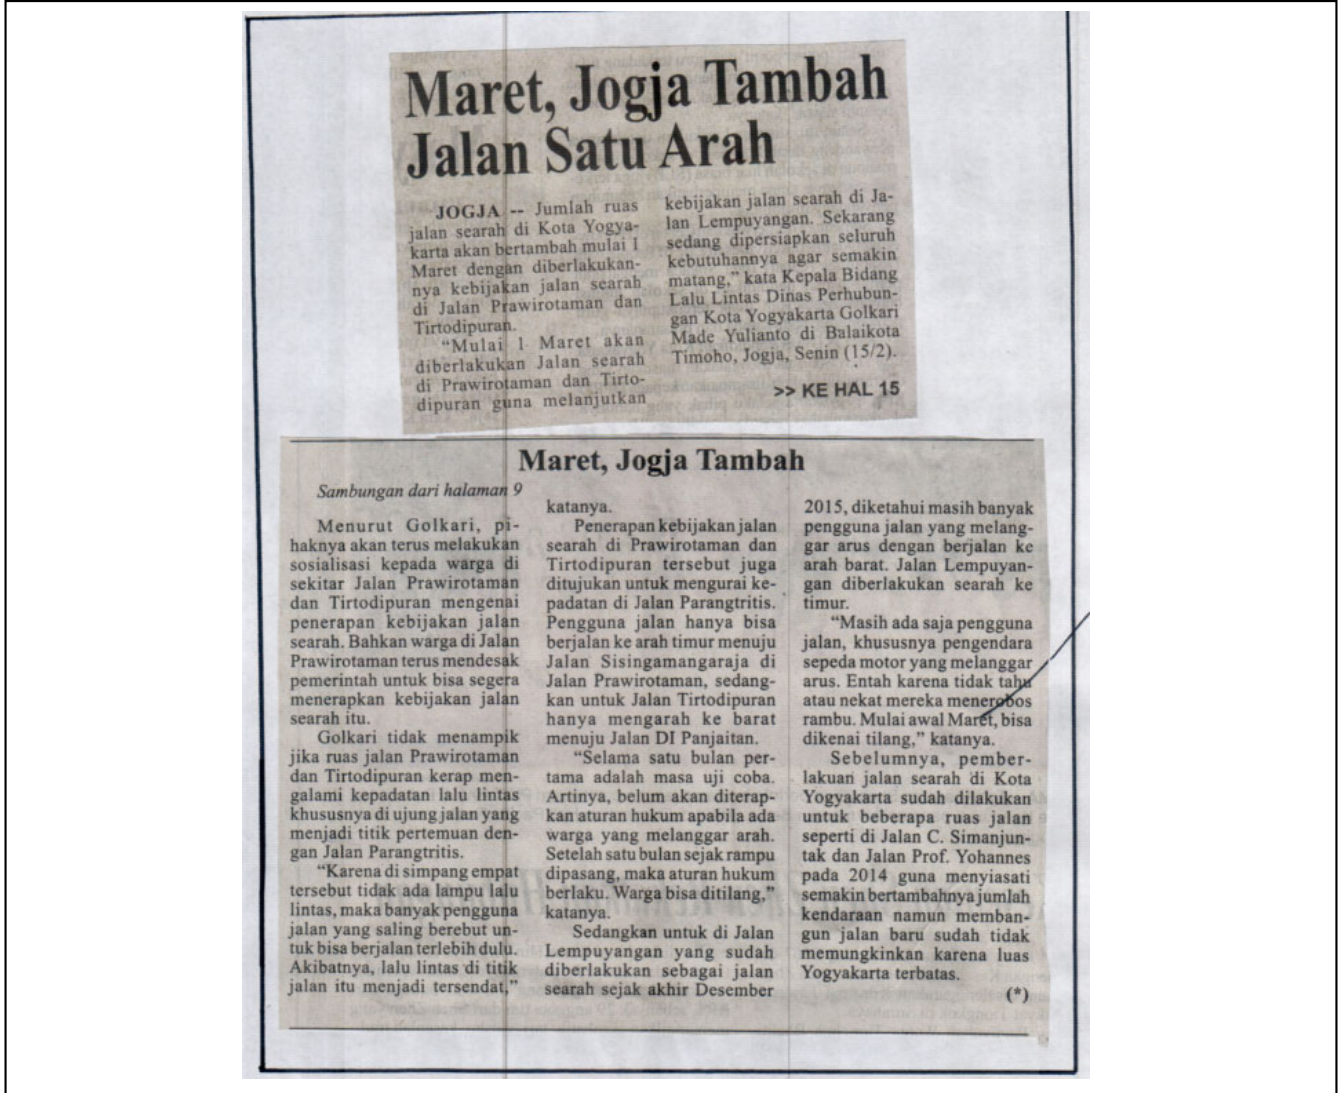 Maret, Jogja Tambah
Jalan Satu Arah
JOGJA -- Jumlah ruas
jalan searah di Kota Yogya-
karta akan bertambah mulai 1
Maret dengan diberlakukan-
nya kebijakan jalan searah
di Jalan Prawirotaman dan
Tirtodipuran.
"Mulai 1 Maret akan
diberlakukan Jalan searah
di Prawirotaman dan Tirto-
dipuran guna melanjutkan
kebijakan jalan searah di Ja-
lan Lempuyangan. Sekarang
sedang dipersiapkan seluruh
kebutuhannya agar semakin
matang," kata Kepala Bidang
Lalu Lintas Dinas Perhubun-
gan Kota Yogyakarta Golkari
Made Yulianto di Balaikota
Timoho, Jogja, Senin (15/2).
>> KE HAL 15
Maret, Jogja Tambah
Sambungan dari halaman 9
Menurut Golkari, pi-
haknya akan terus melakukan
sosialisasi kepada warga di
sekitar Jalan Prawirotaman
dan Tirtodipuran mengenai
penerapan kebijakan jalan
searah. Bahkan warga di Jalan
Prawirotaman terus mendesak
pemerintah untuk bisa segera
menerapkan kebijakan jalan
searah itu.
Golkari tidak menampik
jika ruas jalan Prawirotaman
dan Tirtodipuran kerap men-
galami kepadatan lalu lintas
khususnya di ujung jalan yang
menjadi titik pertemuan den-
gan Jalan Parangtritis.
"Karena di simpang empat
tersebut tidak ada lampu lalu
lintas, maka banyak pengguna
jalan yang saling berebut un-
tuk bisa berjalan terlebih dulu.
Akibatnya, lalu lintas di titik
jalan itu menjadi tersendat,"
katanya.
Penerapan kebijakan jalan
searah di Prawirotaman dan
Tirtodipuran tersebut juga
ditujukan untuk mengurai ke-
padatan di Jalan Parangtritis.
Pengguna jalan hanya bisa
berjalan ke arah timur menuju
Jalan Sisingamangaraja di
Jalan Prawirotaman, sedang-
kan untuk Jalan Tirtodipuran
hanya mengarah ke barat
menuju Jalan DI Panjaitan.
"Selama satu bulan per-
tama adalah masa uji coba.
Artinya, belum akan diterap-
kan aturan hukum apabila ada
warga yang melanggar arah.
Setelah satu bulan sejak rampu
dipasang, maka aturan hukum
berlaku. Warga bisa ditilang,"
katanya.
Sedangkan untuk di Jalan
Lempuyangan yang sudah
diberlakukan sebagai jalan
searah sejak akhir Desember
2015, diketahui masih banyak
pengguna jalan yang melang-
gar arus dengan berjalan ke
arah barat. Jalan Lempuyan-
gan diberlakukan searah ke
timur.
"Masih ada saja pengguna
jalan, khususnya pengendara
sepeda motor yang melanggar
arus. Entah karena tidak tahu
atau nekat mereka menerobos
rambu. Mulai awal Maret, bisa
dikenai tilang," katanya.
Sebelumnya, pember-
lakuan jalan searah di Kota
Yogyakarta sudah dilakukan
untuk beberapa ruas jalan
seperti di Jalan C. Simanjun-
tak dan Jalan Prof. Yohannes
pada 2014 guna menyiasati
semakin bertambahnya jumlah
kendaraan namun memban-
gun jalan baru sudah tidak
memungkinkan karena luas
Yogyakarta terbatas.
(*)